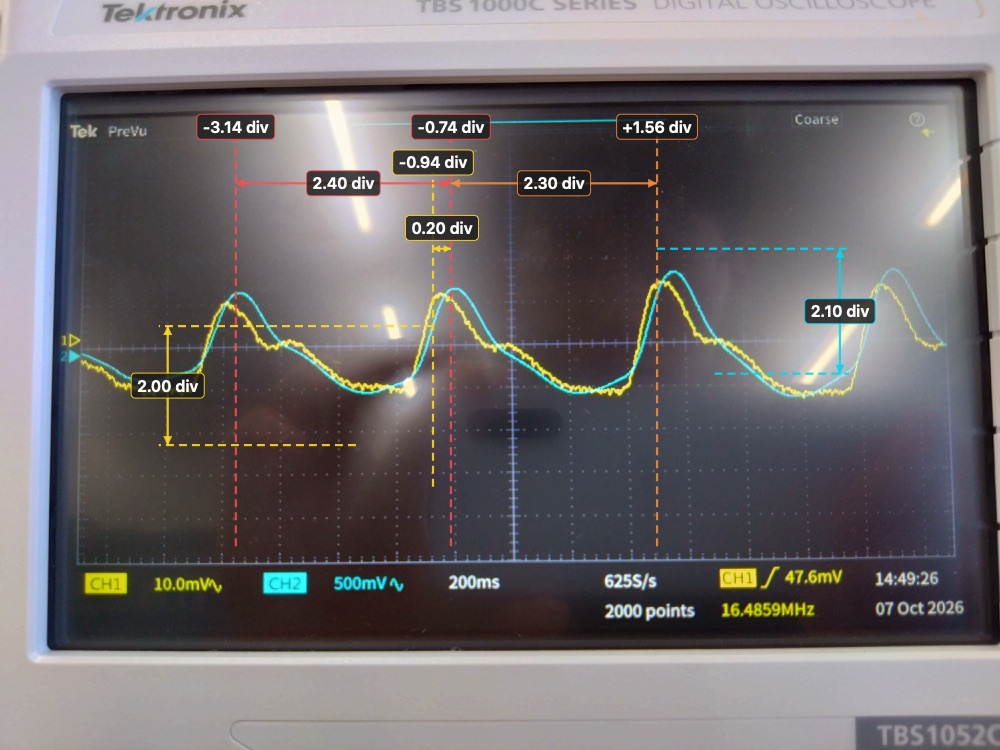 Tektronix
TBS 1000C SERIES DIGITAL OSCILLOSCOPE
Tek PreVu
Coarse
-3.14 div
-0.74 div
+1.56 div
-0.94 div
2.40 div
2.30 div
0.20 div
2.10 div
1
2
2.00 div
CH1 10.0mV CH2 500mV 200ms 625S/s CH1 47.6mV 14:49:26
2000 points 16.4859MHz 07 Oct 2026
TBS1052C